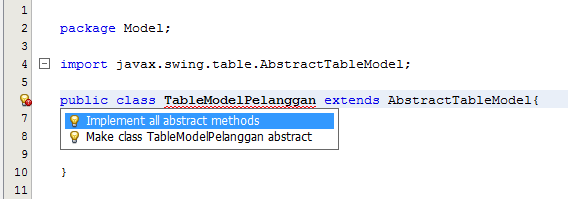 1
2 package Model;
3
4 import javax.swing.table.AbstractTableModel;
5
public class TableModelPelanggan extends AbstractTableModel{
7 Implement all abstract methods
8 Make class TableModelPelanggan abstract
9
10 }
11